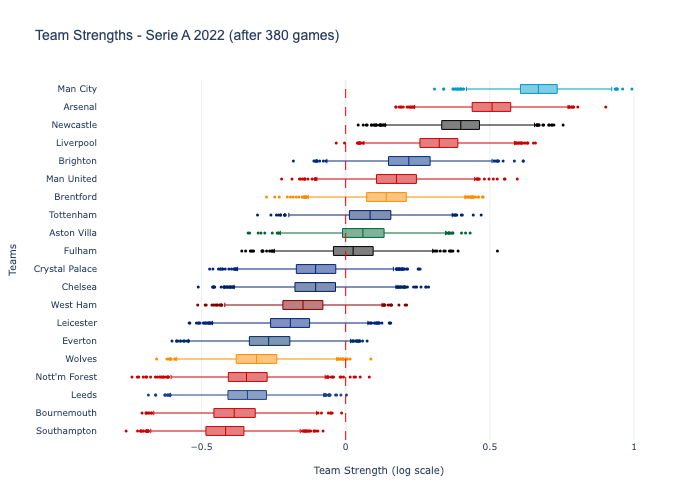 Team Strengths - Serie A 2022 (after 380 games)
Man City
Arsenal
Newcastle
Liverpool
Brighton
Man United
Brentford
Tottenham
Aston Villa
Fulham
Crystal Palace
Chelsea
West Ham
Leicester
Everton
Wolves
Nott'm Forest
Leeds
Bournemouth
Southampton
Teams
−0.5 0 0.5 1
Team Strength (log scale)